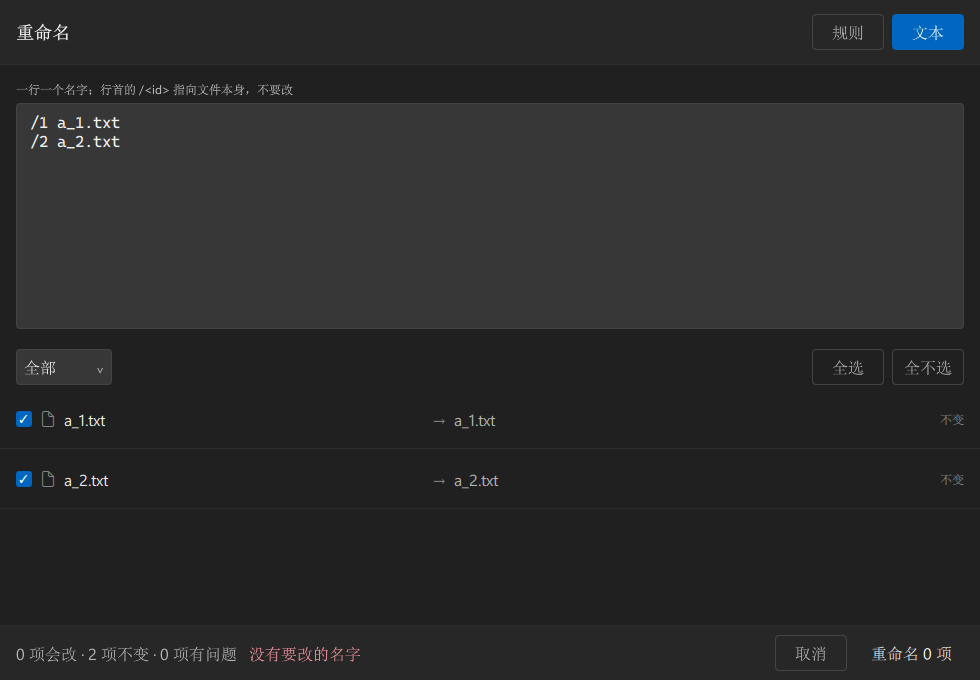 重命名 规则 文本
一行一个名字；行首的 /<id> 指向文件本身，不要改
/1 a_1.txt
/2 a_2.txt
全部 全选 全不选
a_1.txt → a_1.txt 不变
a_2.txt → a_2.txt 不变
0 项会改 · 2 项不变 · 0 项有问题 没有要改的名字 取消 重命名 0 项